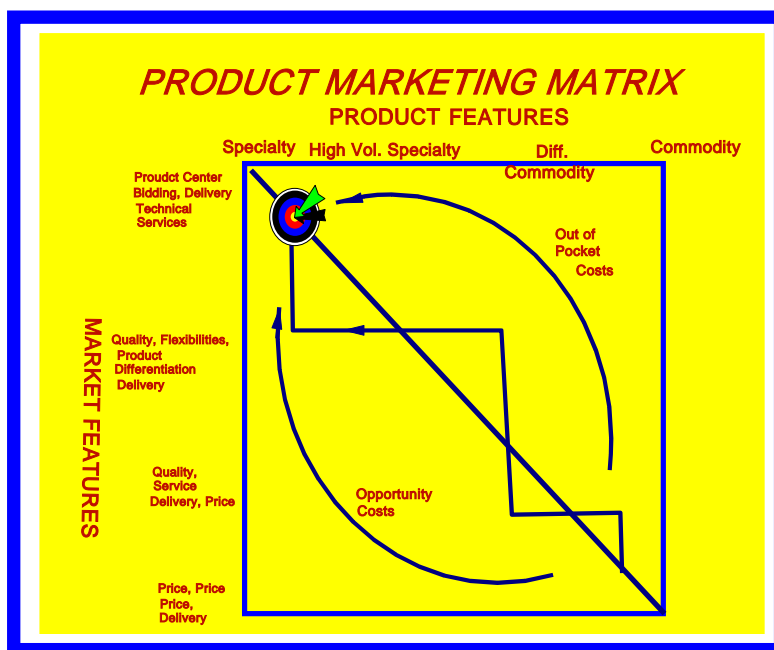 PRODUCT MARKETING MATRIX
PRODUCT FEATURES
Specialty
High Vol. Specialty
Diff.
Commodity
Commodity
Proudct Center
Bidding, Delivery
Technical
Services
Out of
Pocket
Costs
MARKET FEATURES
Quality, Flexibilities,
Product
Differentiation
Delivery
Quality,
Service
Delivery, Price
Opportunity
Costs
Price, Price
Price,
Delivery